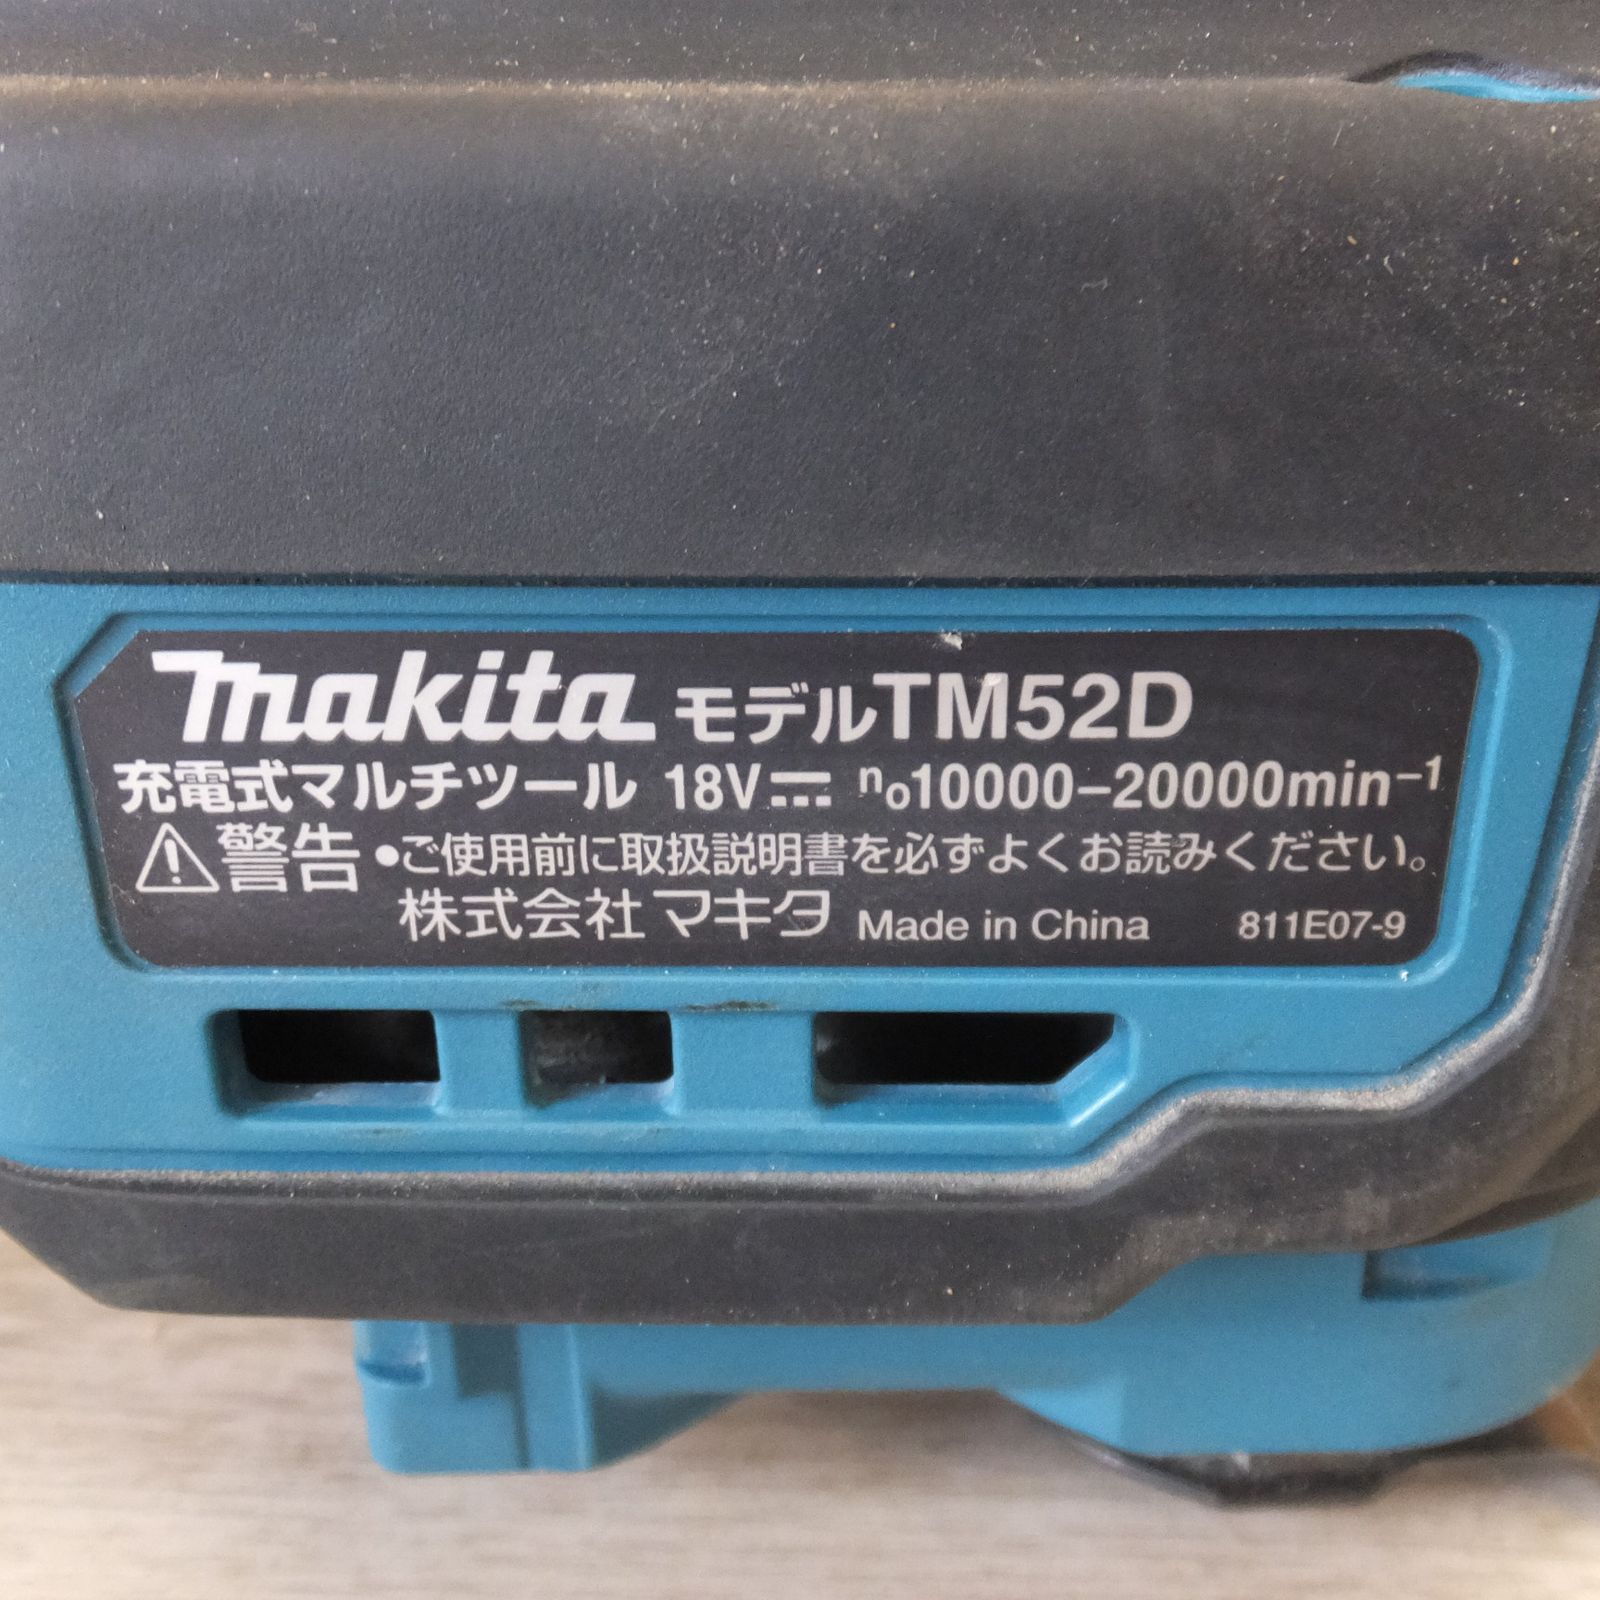 makita モデルTM52D
充電式マルチツール 18V⎓ n₀10000–20000min⁻¹
⚠警告 •ご使用前に取扱説明書を必ずよくお読みください。
株式会社マキタ Made in China 811E07-9